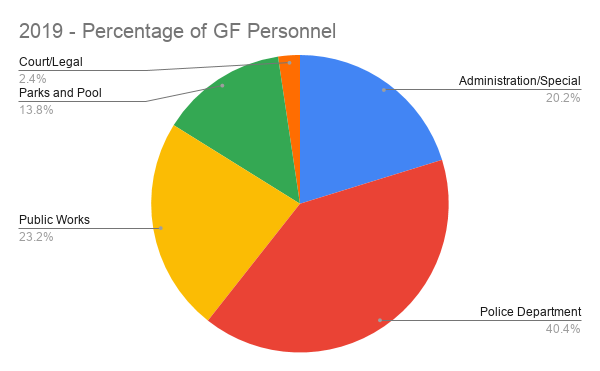 2019 - Percentage of GF Personnel
Court/Legal
2.4%
Parks and Pool
13.8%
Administration/Special
20.2%
Public Works
23.2%
Police Department
40.4%